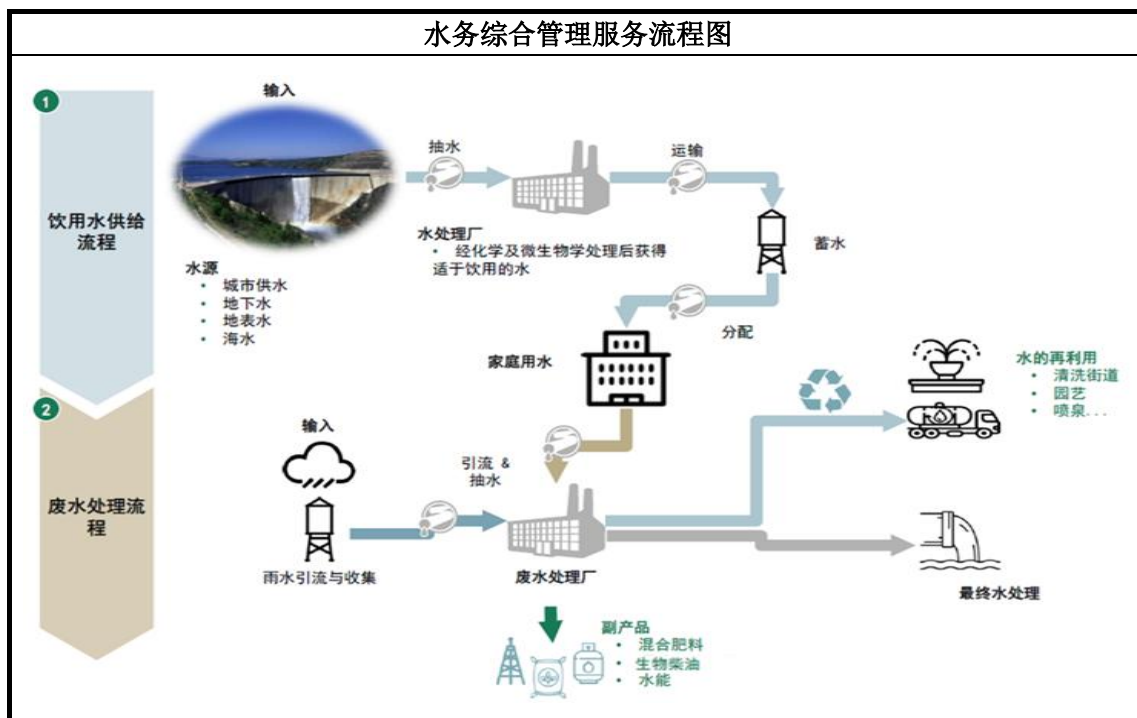 水务综合管理服务流程图
1
饮用水供给
流程
输入
水源
• 城市供水
• 地下水
• 地表水
• 海水
抽水
水处理厂
• 经化学及微生物学处理后获得
适于饮用的水
运输
蓄水
分配
家庭用水
2
废水处理流
程
输入
雨水引流与收集
引流 &
抽水
废水处理厂
水的再利用
• 清洗街道
• 园艺
• 喷泉...
最终水处理
副产品
• 混合肥料
• 生物柴油
• 水能